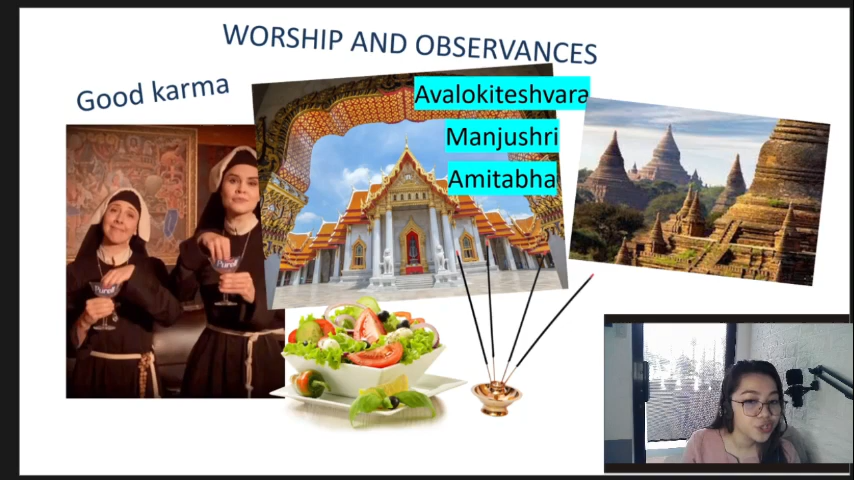 WORSHIP AND OBSERVANCES
Good karma
Avalokiteshvara
Manjushri
Amitabha